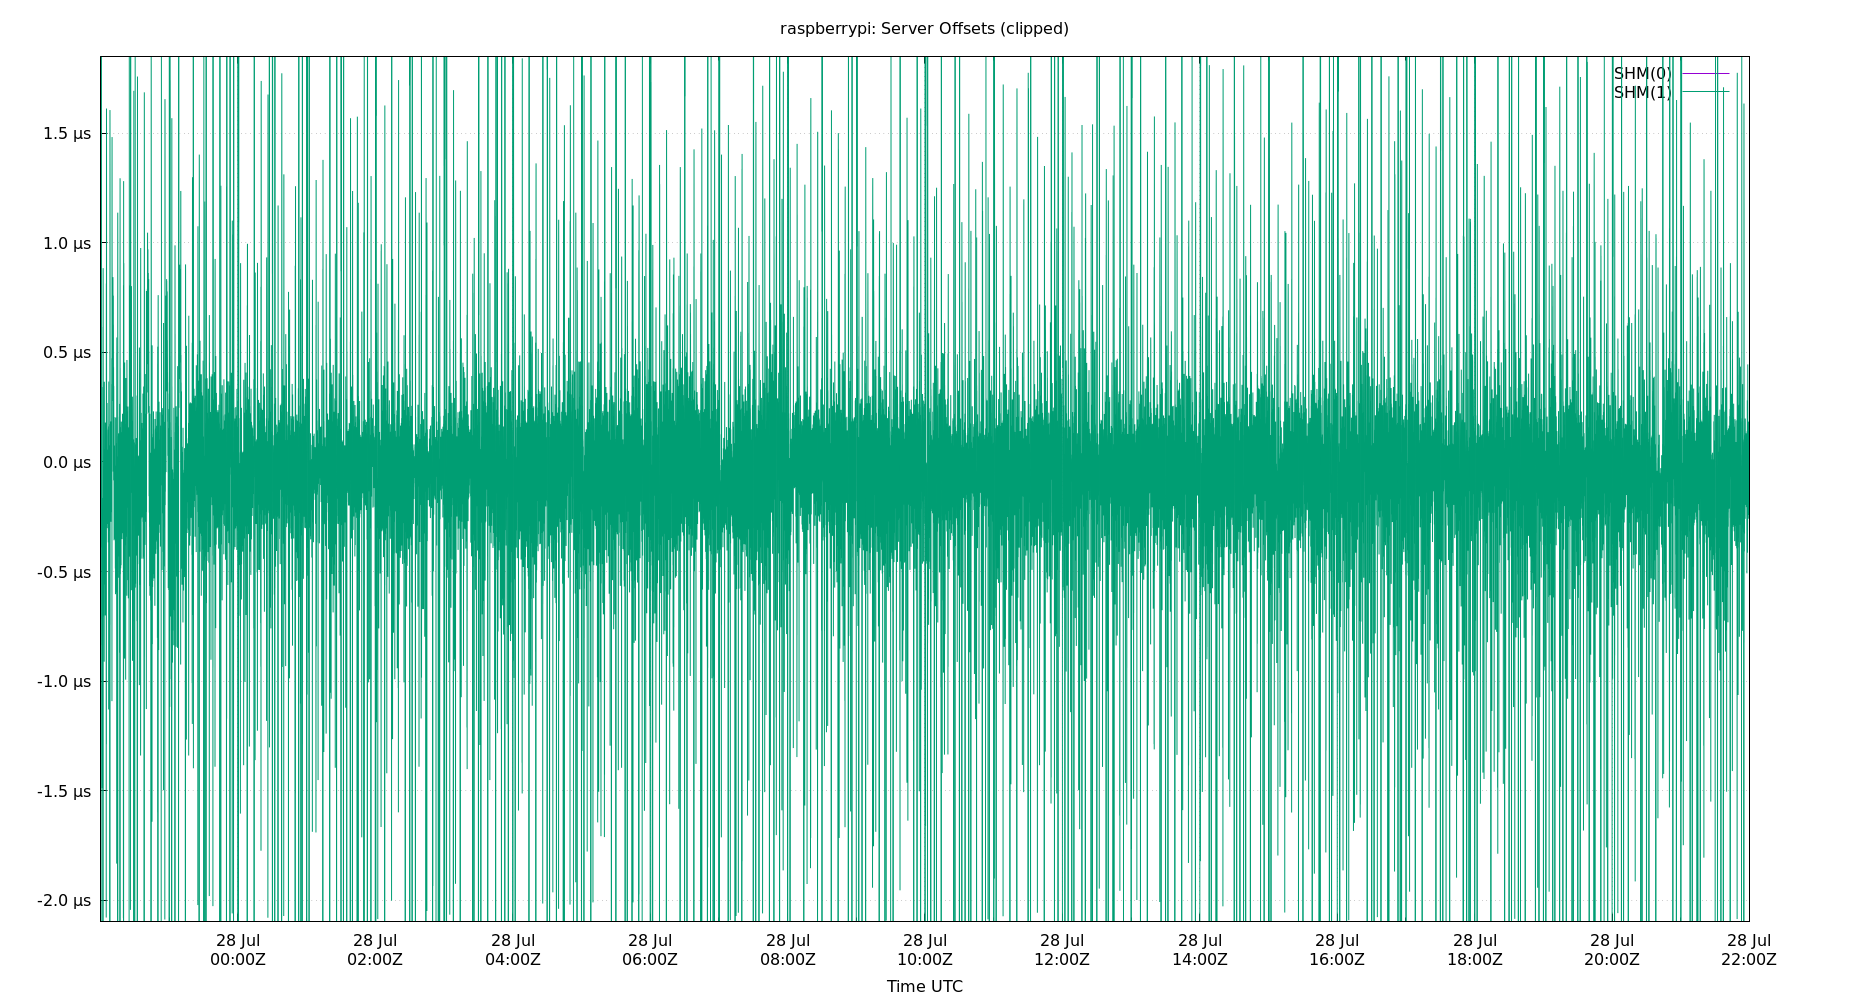 raspberrypi: Server Offsets (clipped)
SHM(0)
SHM(1)
1.5 µs
1.0 µs
0.5 µs
0.0 µs
-0.5 µs
-1.0 µs
-1.5 µs
-2.0 µs
28 Jul 28 Jul 28 Jul 28 Jul 28 Jul 28 Jul 28 Jul 28 Jul 28 Jul 28 Jul 28 Jul 28 Jul
00:00Z 02:00Z 04:00Z 06:00Z 08:00Z 10:00Z 12:00Z 14:00Z 16:00Z 18:00Z 20:00Z 22:00Z
Time UTC